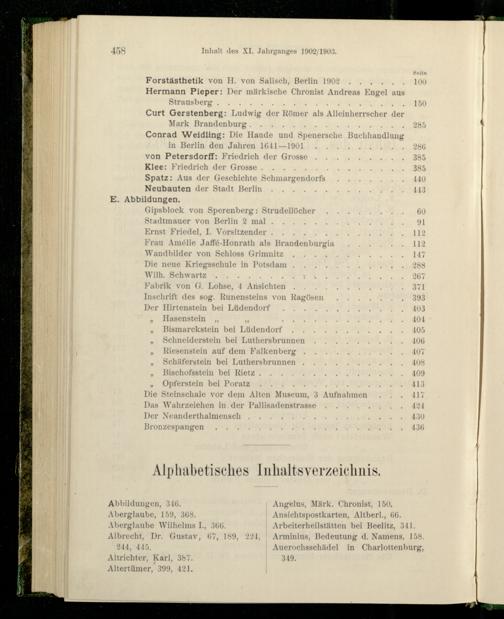 458 Inhalt des XI. Jahrganges 1902/1903.
Seite
Forstästhetik von H. von Salisch, Berlin 1902 . . . . . . 100
Hermann Pieper: Der märkische Chronist Andreas Engel aus
Strausberg . . . . . . . . . . . . . . . 150
Curt Gerstenberg: Ludwig der Römer als Alleinherrscher der
Mark Brandenburg . . . . . . . . . . . . . 285
Conrad Weidling: Die Haude und Spenersche Buchhandlung
in Berlin den Jahren 1641—1901 . . . . . . . . 286
von Petersdorff: Friedrich der Grosse . . . . . . . . 385
Klee: Friedrich der Grosse . . . . . . . . . . . . 385
Spatz: Aus der Geschichte Schmargendorfs . . . . . . . 440
Neubauten der Stadt Berlin . . . . . . . . . . . 443
E. Abbildungen.
Gipsblock von Sperenberg: Strudellöcher . . . . . . . 60
Stadtmauer von Berlin 2 mal . . . . . . . . . . . 91
Ernst Friedel, I. Vorsitzender . . . . . . . . . . . 112
Frau Amélie Jaffé-Honrath als Brandenburgia . . . . . 112
Wandbilder von Schloss Grimnitz . . . . . . . . . 147
Die neue Kriegsschule in Potsdam . . . . . . . . . 288
Wilh. Schwartz . . . . . . . . . . . . . . . 267
Fabrik von G. Lohse, 4 Ansichten . . . . . . . . . 371
Inschrift des sog. Runensteins von Ragösen . . . . . . 393
Der Hirtenstein bei Lüdendorf . . . . . . . . . . 403
„ Hasenstein „ „ . . . . . . . . . . 404
„ Bismarckstein bei Lüdendorf . . . . . . . . . 405
„ Schneiderstein bei Luthersbrunnen . . . . . . . 406
„ Riesenstein auf dem Falkenberg . . . . . . . . 407
„ Schäferstein bei Luthersbrunnen . . . . . . . . 408
„ Bischofsstein bei Rietz . . . . . . . . . . . 409
„ Opferstein bei Poratz . . . . . . . . . . . 413
Die Steinschale vor dem Alten Museum, 3 Aufnahmen . . . 417
Das Wahrzeichen in der Pallisadenstrasse . . . . . . . 424
Der Neanderthalmensch . . . . . . . . . . . . 430
Bronzespangen . . . . . . . . . . . . . . . 436
Alphabetisches Inhaltsverzeichnis.
Abbildungen, 346.
Aberglaube, 159, 368.
Aberglaube Wilhelms I., 366.
Albrecht, Dr. Gustav, 67, 189, 224,
244, 445.
Altrichter, Karl, 387.
Altertümer, 399, 421.
Angelus, Märk. Chronist, 150.
Ansichtspostkarten, Altberl., 66.
Arbeiterheilstätten bei Beelitz, 341.
Arminius, Bedeutung d. Namens, 158.
Auerochsschädel in Charlottenburg,
349.